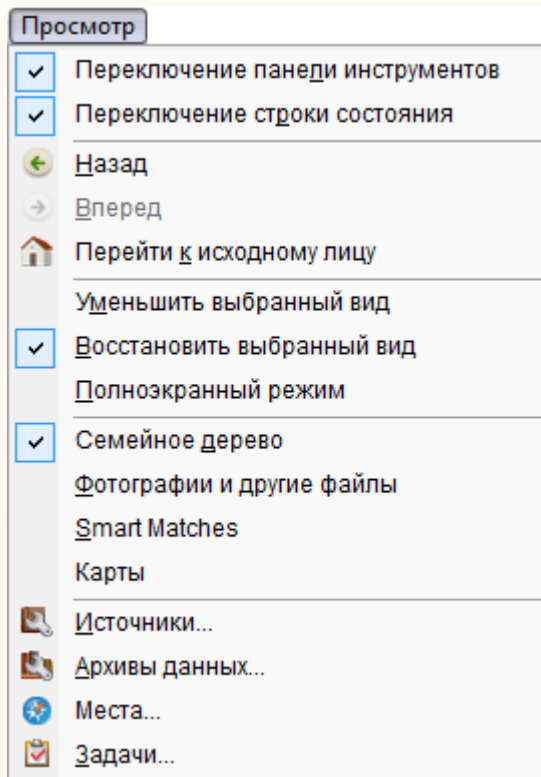 Просмотр
Переключение панели инструментов
Переключение строки состояния
Назад
Вперед
Перейти к исходному лицу
Уменьшить выбранный вид
Восстановить выбранный вид
Полноэкранный режим
Семейное дерево
Фотографии и другие файлы
Smart Matches
Карты
Источники...
Архивы данных...
Места...
Задачи...